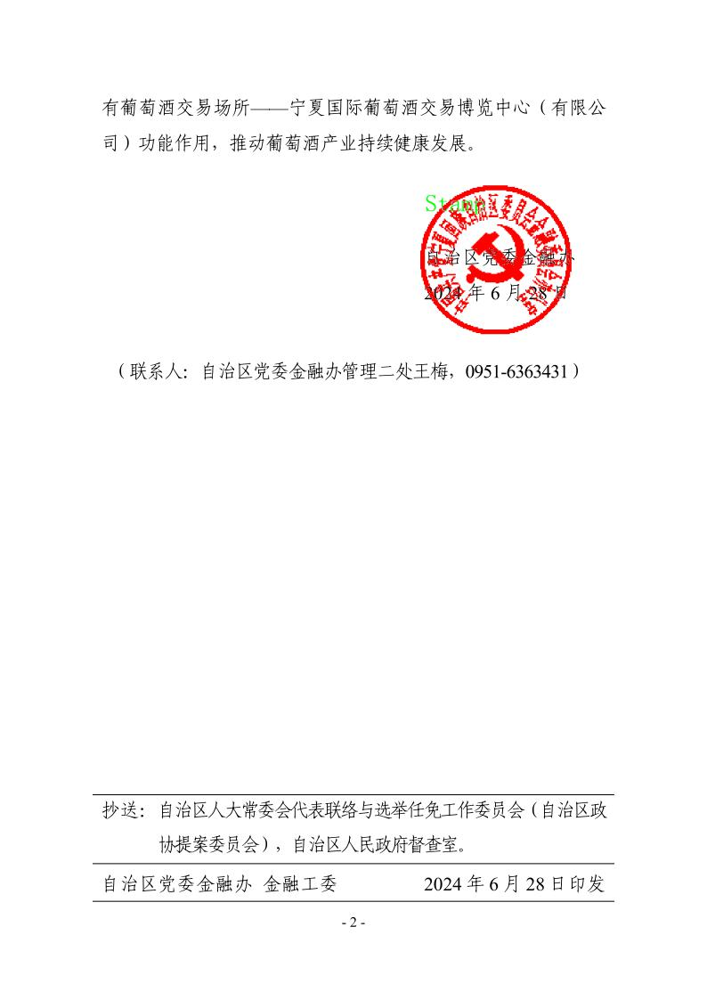 有葡萄酒交易场所——宁夏国际葡萄酒交易博览中心（有限公
司）功能作用，推动葡萄酒产业持续健康发展。
Stamp
自治区党委金融办
2024 年 6 月 28 日
（联系人：自治区党委金融办管理二处王梅，0951-6363431）
抄送：自治区人大常委会代表联络与选举任免工作委员会（自治区政
协提案委员会），自治区人民政府督查室。
自治区党委金融办 金融工委 2024 年 6 月 28 日印发
- 2 -